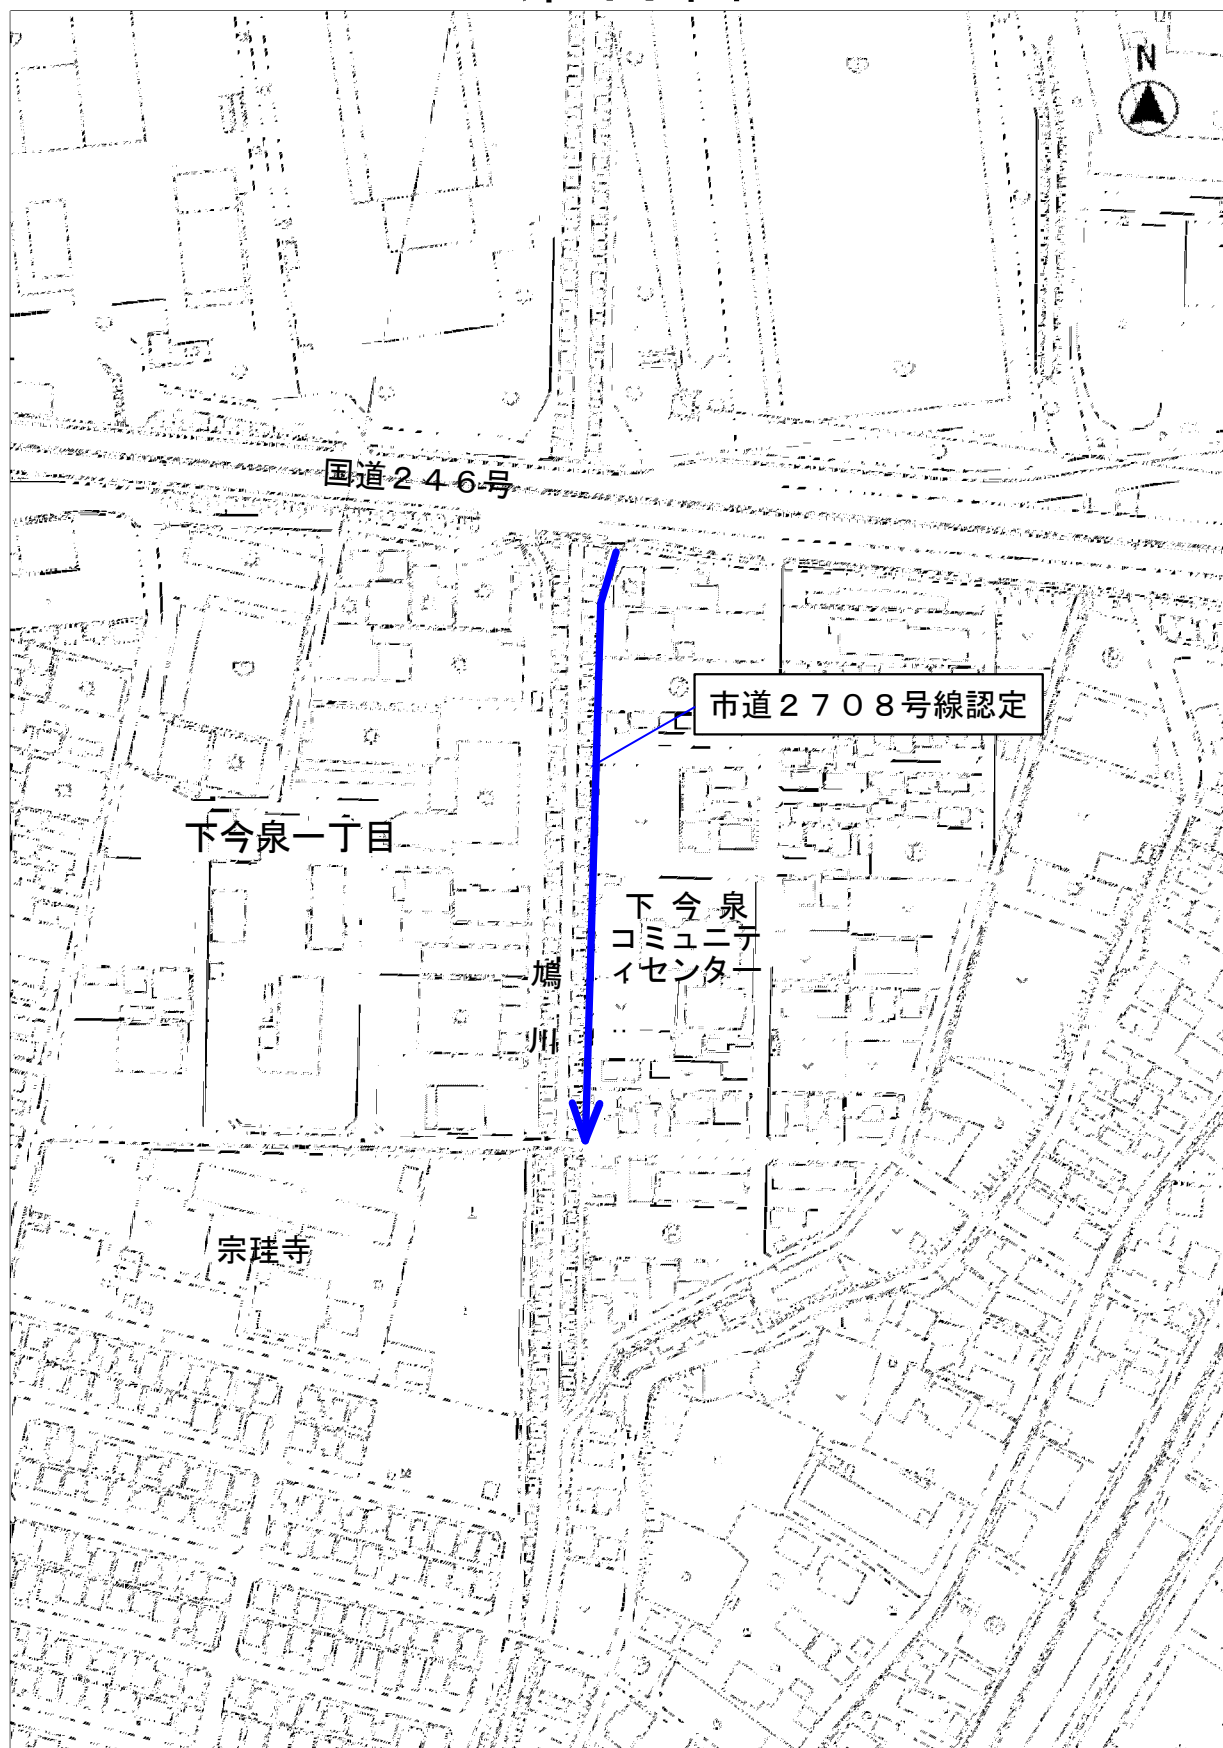 N
国道２４６号
市道２７０８号線認定
下今泉一丁目
下今泉
コミュニテ
ィセンター
鳩
川
宗珪寺